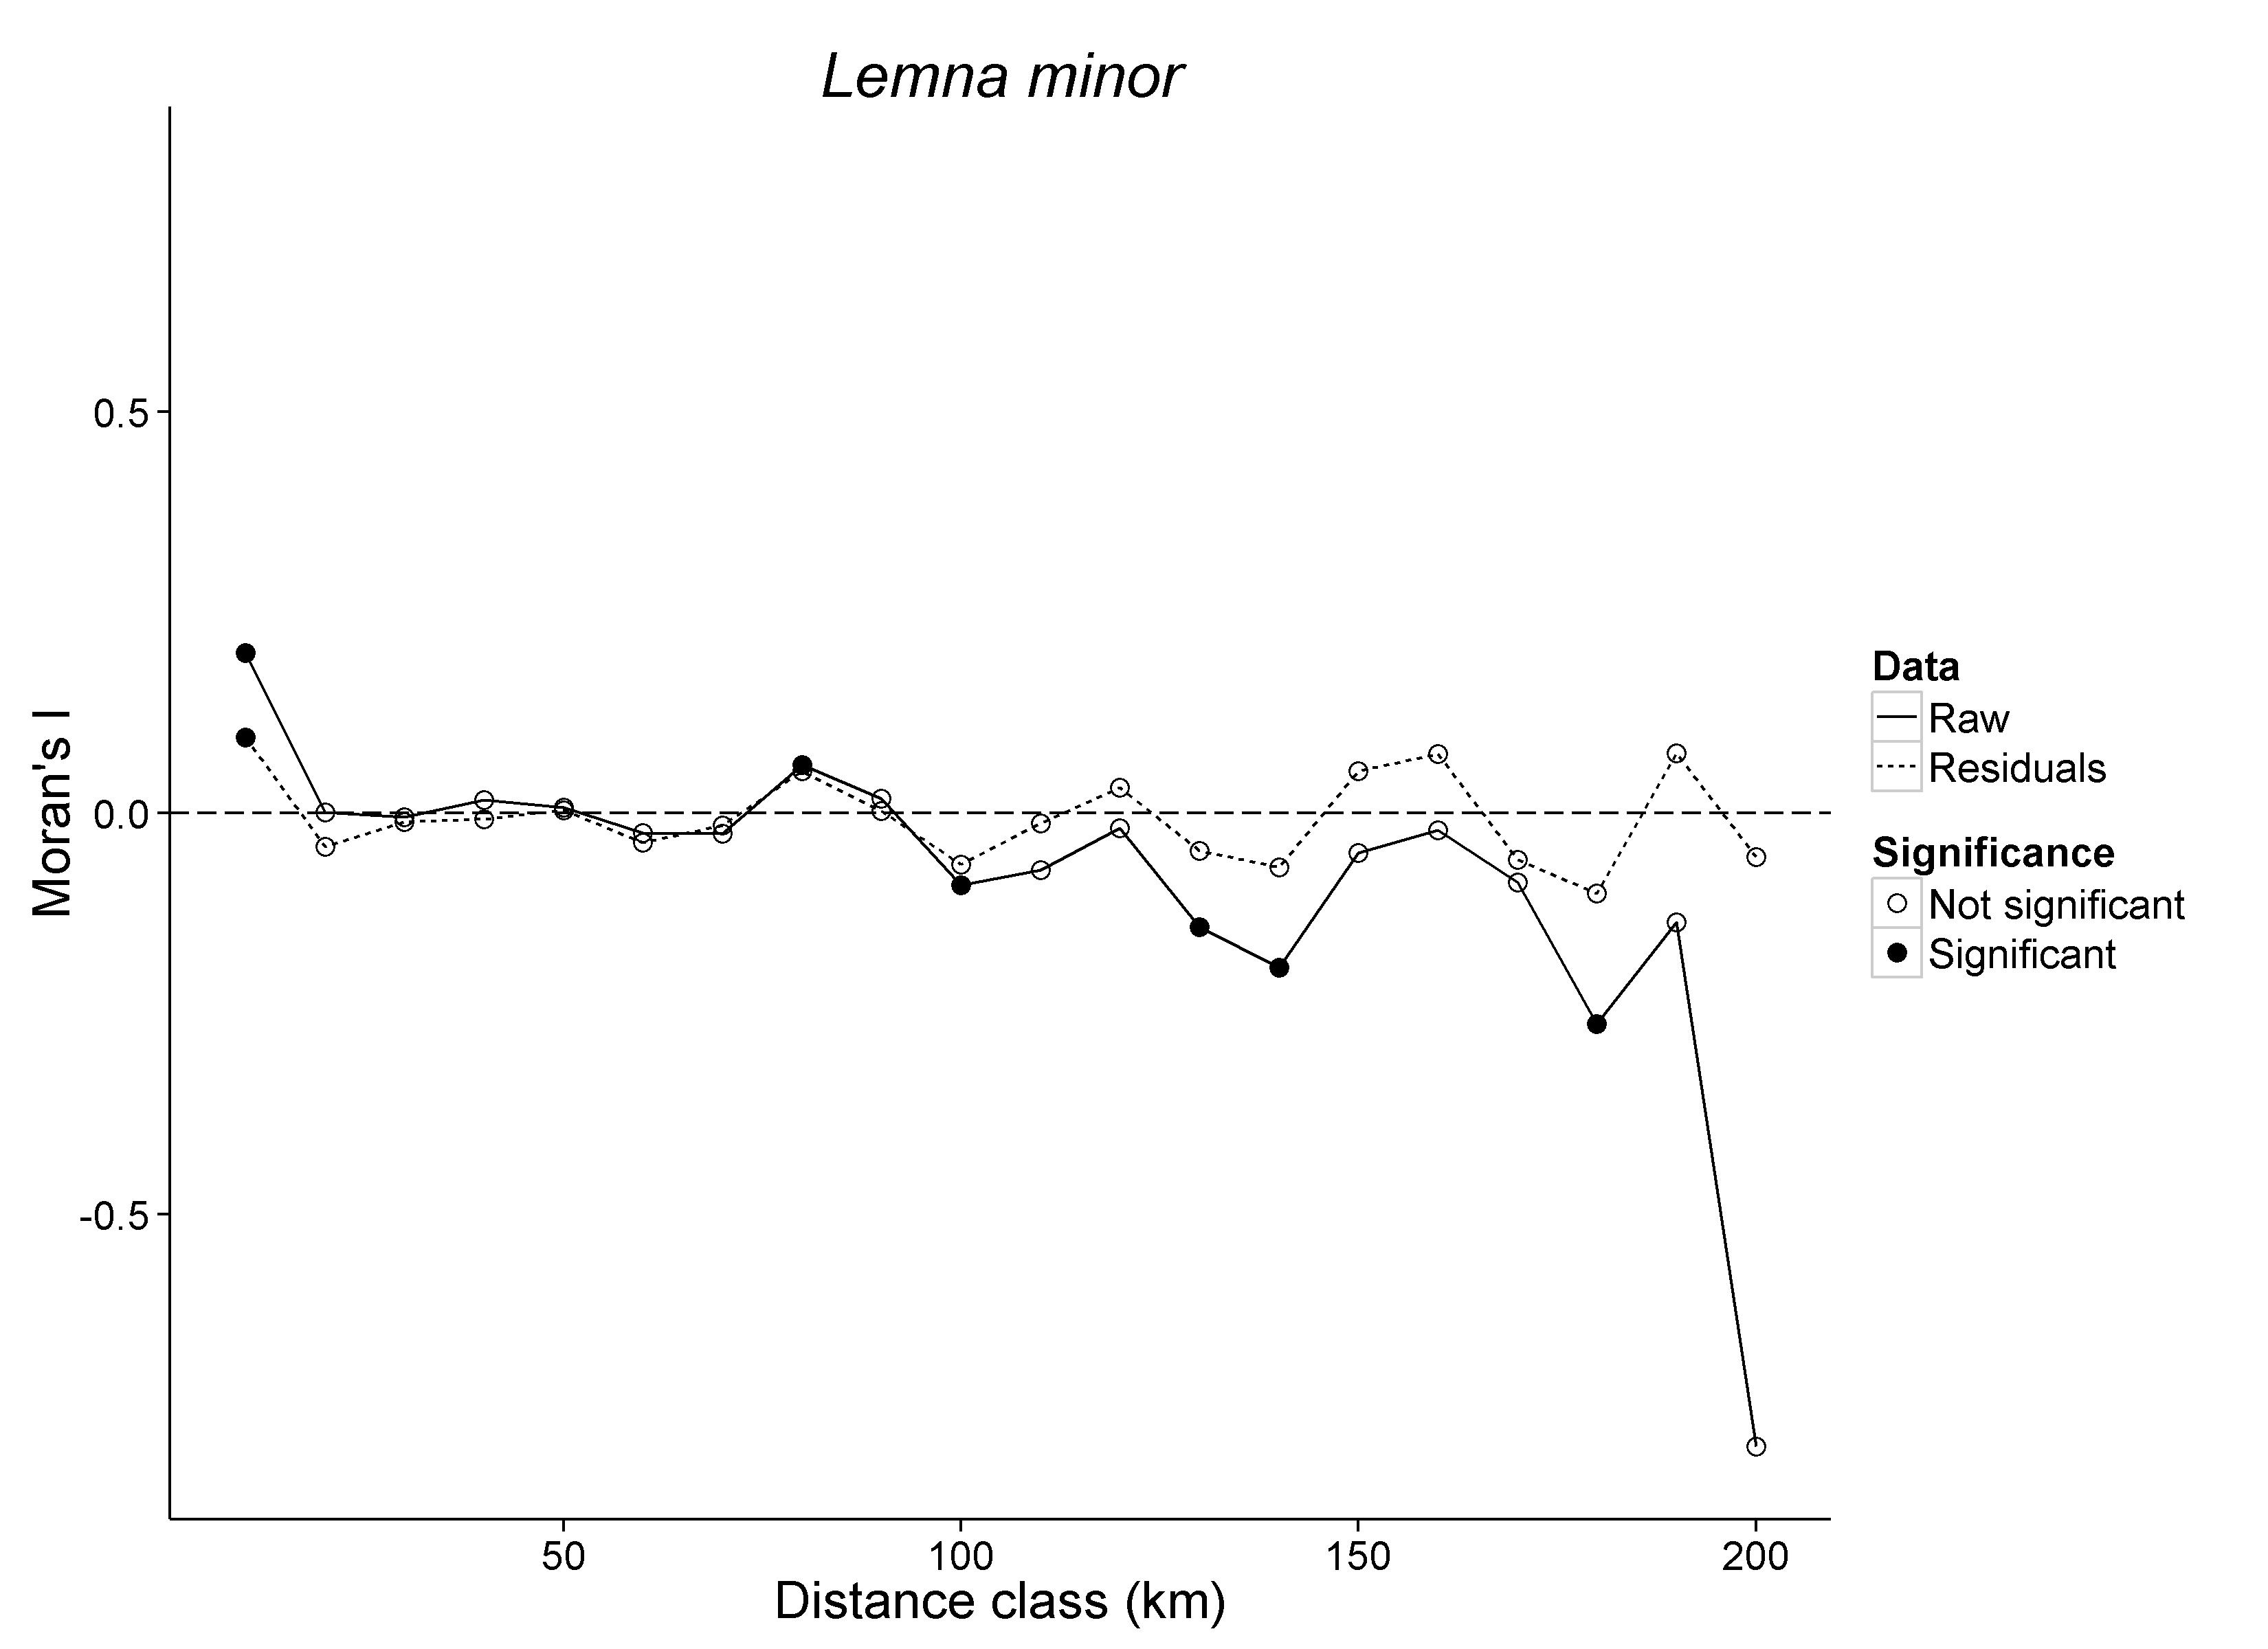 Lemna minor
Moran's I
0.5
0.0
-0.5
50 100 150 200
Distance class (km)
Data
Raw
Residuals
Significance
Not significant
Significant